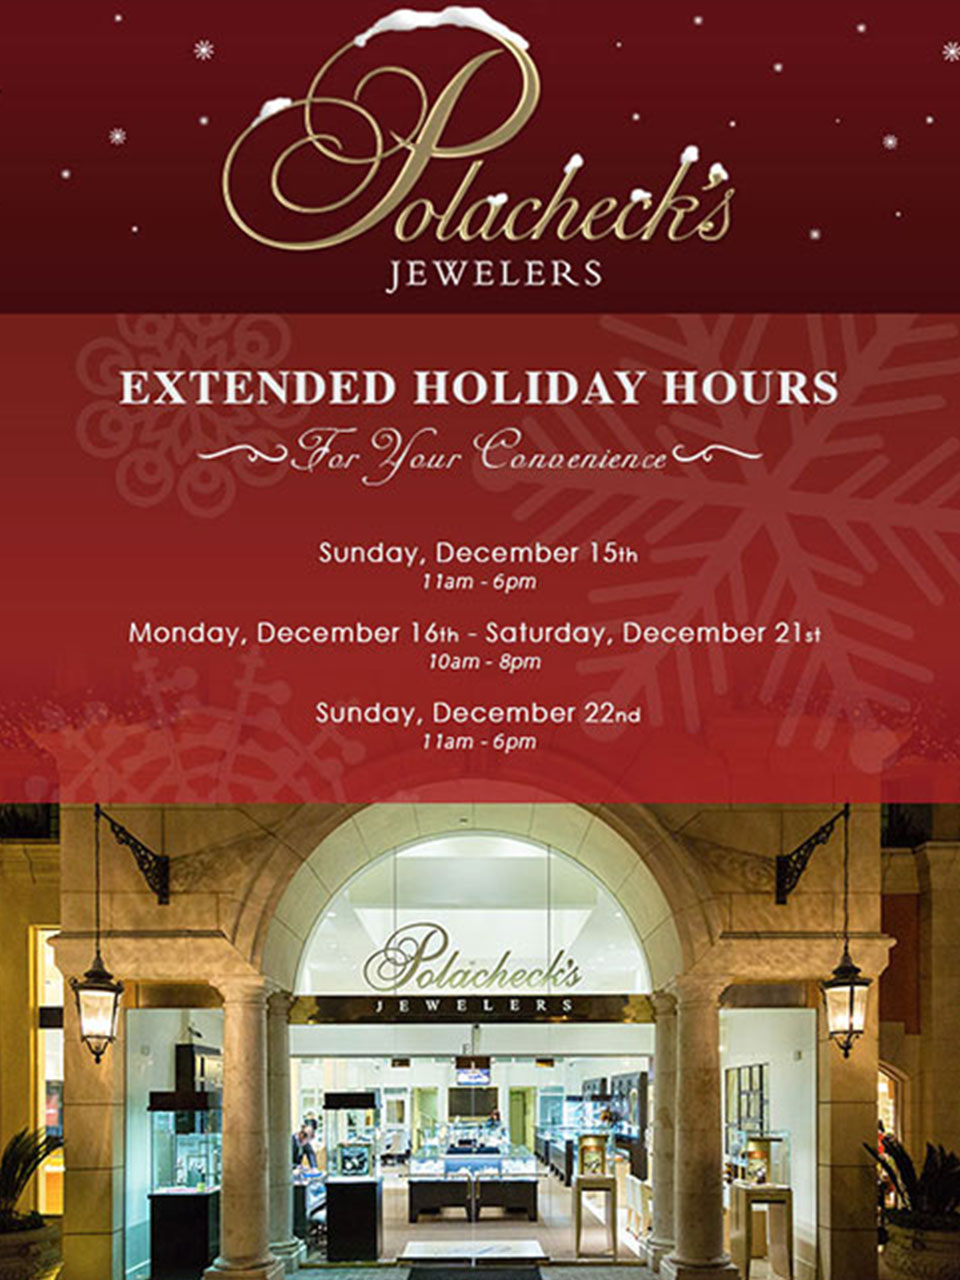 Polacheck's
JEWELERS
EXTENDED HOLIDAY HOURS
For Your Convenience
Sunday, December 15th
11am - 6pm
Monday, December 16th - Saturday, December 21st
10am - 8pm
Sunday, December 22nd
11am - 6pm
Polacheck's
JEWELERS